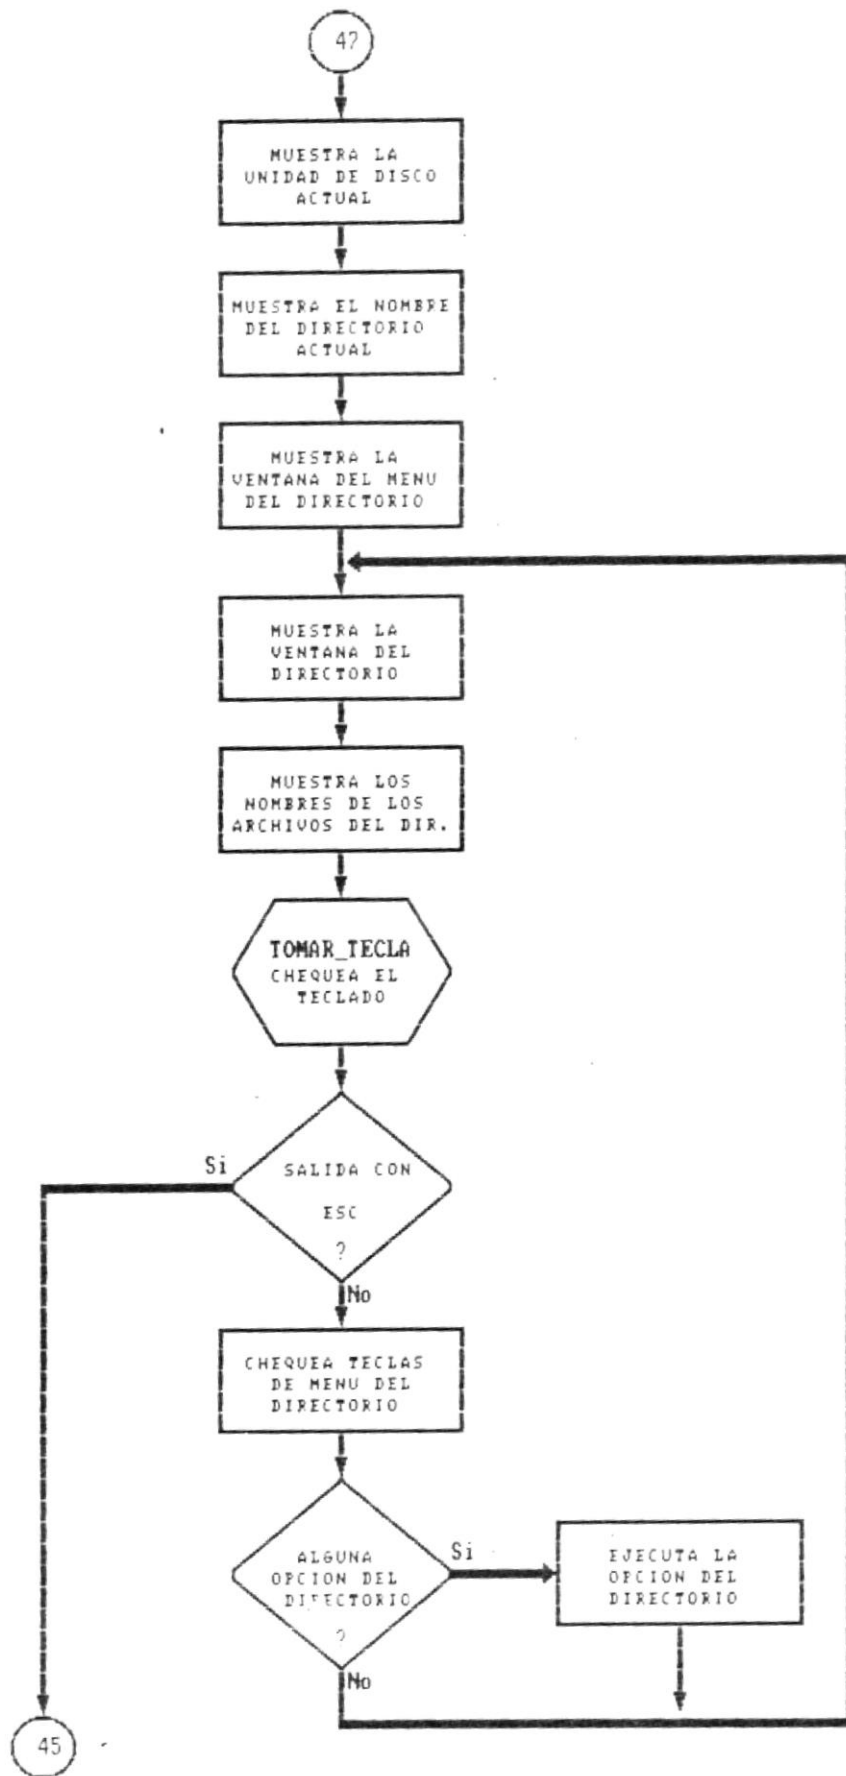 47
MUESTRA LA
UNIDAD DE DISCO
ACTUAL
MUESTRA EL NOMBRE
DEL DIRECTORIO
ACTUAL
MUESTRA LA
VENTANA DEL MENU
DEL DIRECTORIO
MUESTRA LA
VENTANA DEL
DIRECTORIO
MUESTRA LOS
NOMBRES DE LOS
ARCHIVOS DEL DIR.
TOMAR_TECLA
CHEQUEA EL
TECLADO
Si
SALIDA CON
ESC
?
No
CHEQUEA TECLAS
DE MENU DEL
DIRECTORIO
ALGUNA
OPCION DEL
DIRECTORIO
?
Si
EJECUTA LA
OPCION DEL
DIRECTORIO
No
45